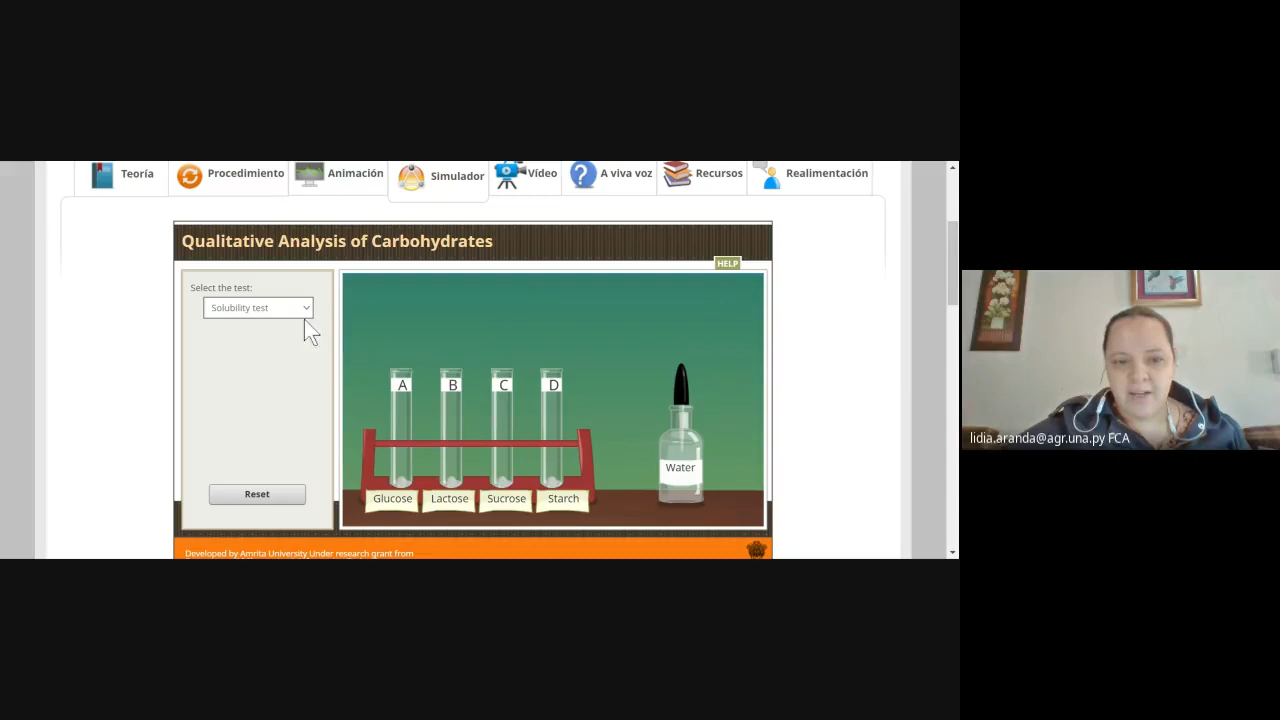 Teoría
Procedimiento
Animación
Simulador
Vídeo
A viva voz
Recursos
Realimentación
Qualitative Analysis of Carbohydrates
HELP
Select the test:
Solubility test
A
B
C
D
Water
Reset
Glucose
Lactose
Sucrose
Starch
Developed by Amrita University Under research grant from
lidia.aranda@agr.una.py FCA